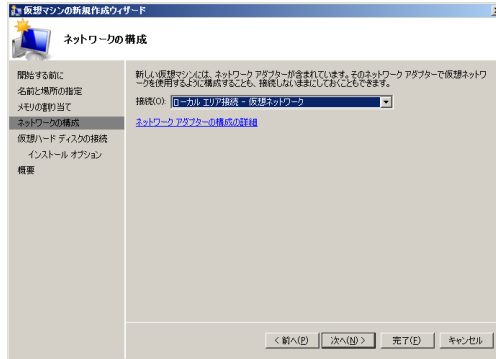 仮想マシンの新規作成ウィザード
ネットワークの構成
開始する前に
名前と場所の指定
メモリの割り当て
ネットワークの構成
仮想ハード ディスクの接続
インストール オプション
概要
新しい仮想マシンには、ネットワーク アダプターが含まれています。そのネットワーク アダプターで仮想ネットワ
ークを使用するように構成することも、接続しないままにしておくこともできます。
接続(O): ローカル エリア接続 - 仮想ネットワーク
ネットワーク アダプターの構成の詳細
< 前へ(P) 次へ(N) > 完了(F) キャンセル